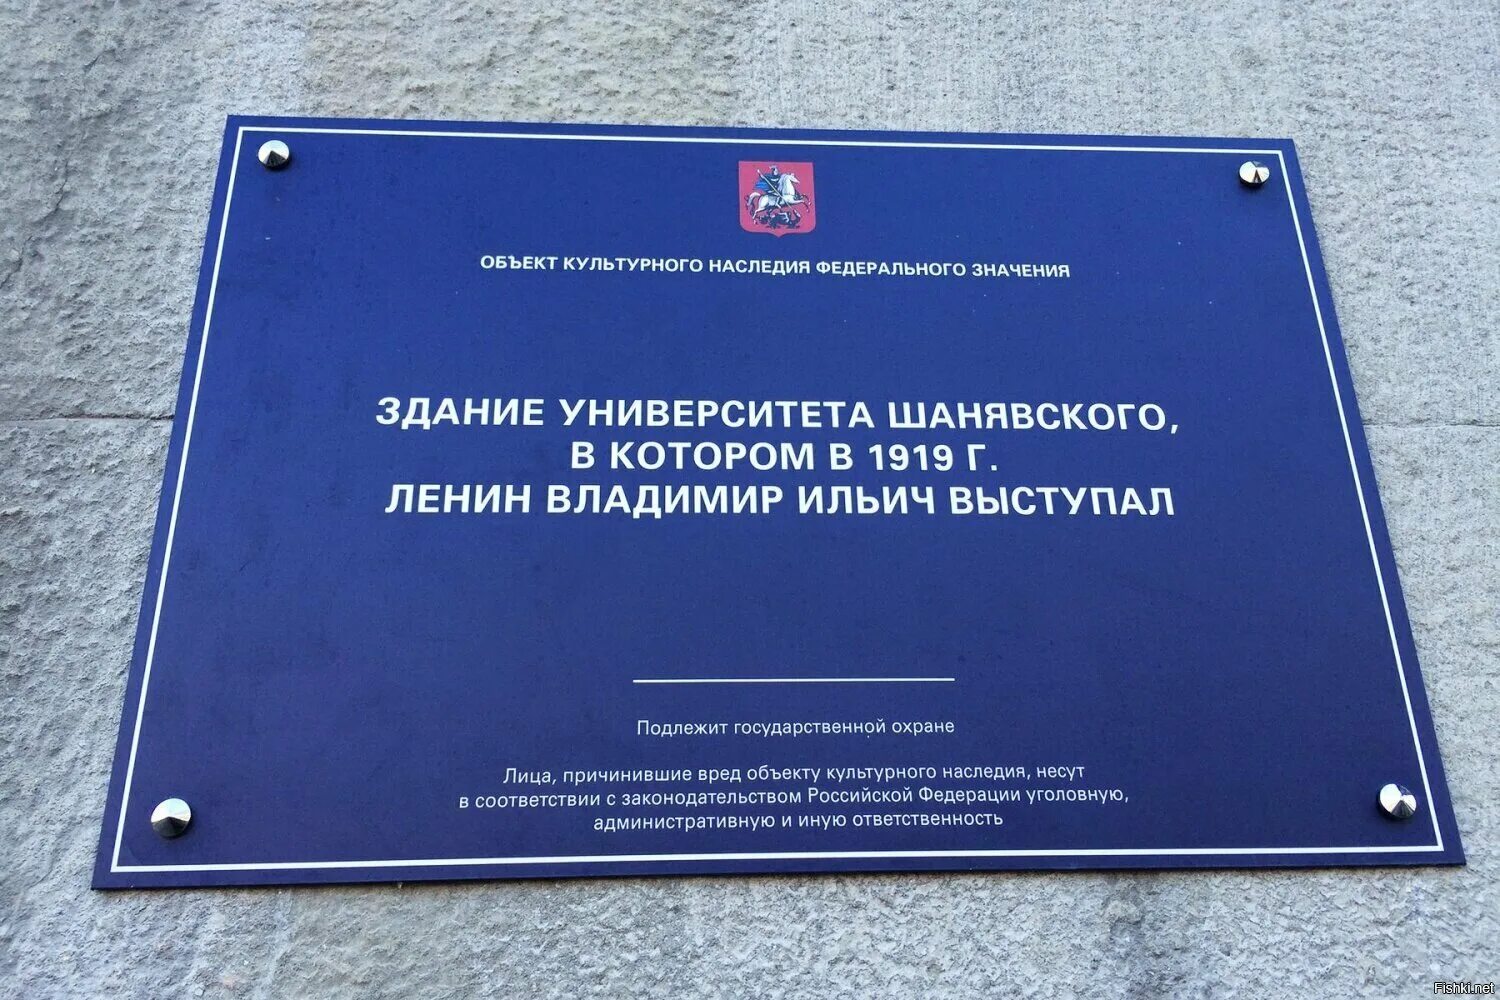 ОБЪЕКТ КУЛЬТУРНОГО НАСЛЕДИЯ ФЕДЕРАЛЬНОГО ЗНАЧЕНИЯ
ЗДАНИЕ УНИВЕРСИТЕТА ШАНЯВСКОГО,
В КОТОРОМ В 1919 Г.
ЛЕНИН ВЛАДИМИР ИЛЬИЧ ВЫСТУПАЛ
Подлежит государственной охране
Лица, причинившие вред объекту культурного наследия, несут
в соответствии с законодательством Российской Федерации уголовную,
административную и иную ответственность
Fishki.net